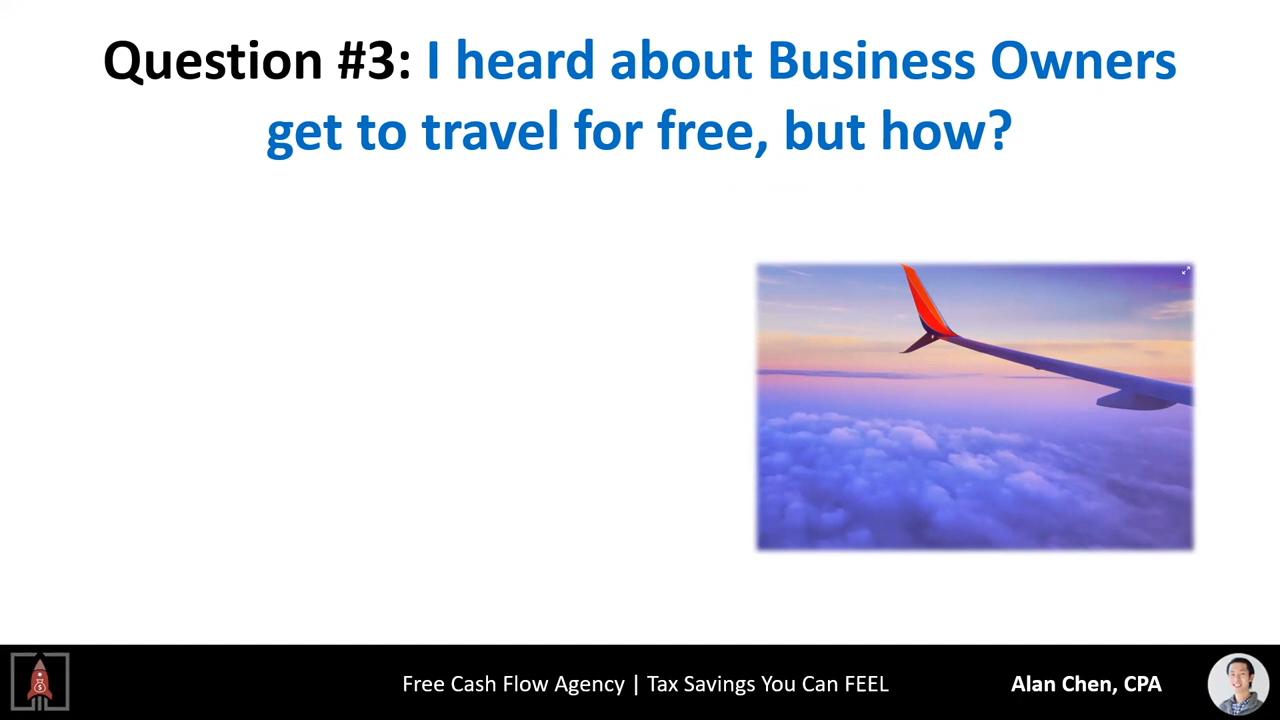 Question #3: I heard about Business Owners
get to travel for free, but how?
Free Cash Flow Agency | Tax Savings You Can FEEL
Alan Chen, CPA